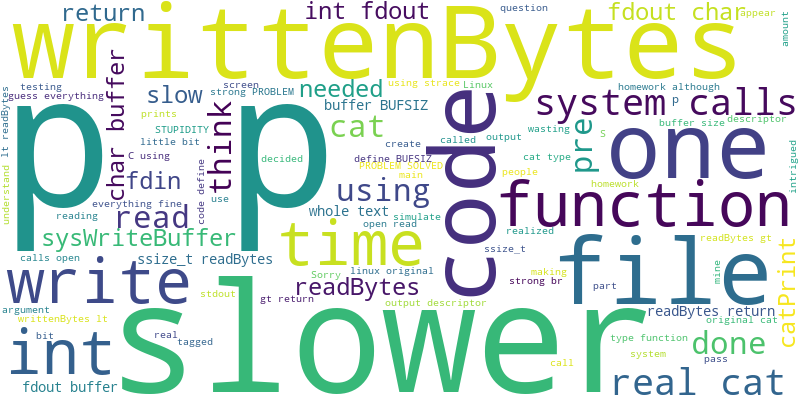 return
int fdout
question
fdout char
appear
writtenBytes
amount
testing
guess everything
screen
strong PROBLEM
needed
using strace
Linux
homework although
char buffer
slow
buffer BUFSIZ
code
system calls
p
buffer size
descriptor
p p
prints
STUPIDITY
little bit
think
cat
create
called
output
wasting
pre
S
one
lt readBytes
C using
decided
define BUFSIZ
PROBLEM SOLVED
main
cat type
people
intrigued
understand
fdin
everything fine
code define
using
homework
function
reading
read
use
whole text
simulate
open read
realized
sysWriteBuffer
time
ssize_t
readBytes gt
calls open
ssize_t readBytes
Sorry
linux original
making
file
mine
catPrint
write
readBytes
strong br
part
stdout
gt return
output descriptor
readBytes return
argument
writtenBytes lt
real
tagged
type function
original cat
bit
int
slower
system
pass
done
call
fdout buffer
real cat